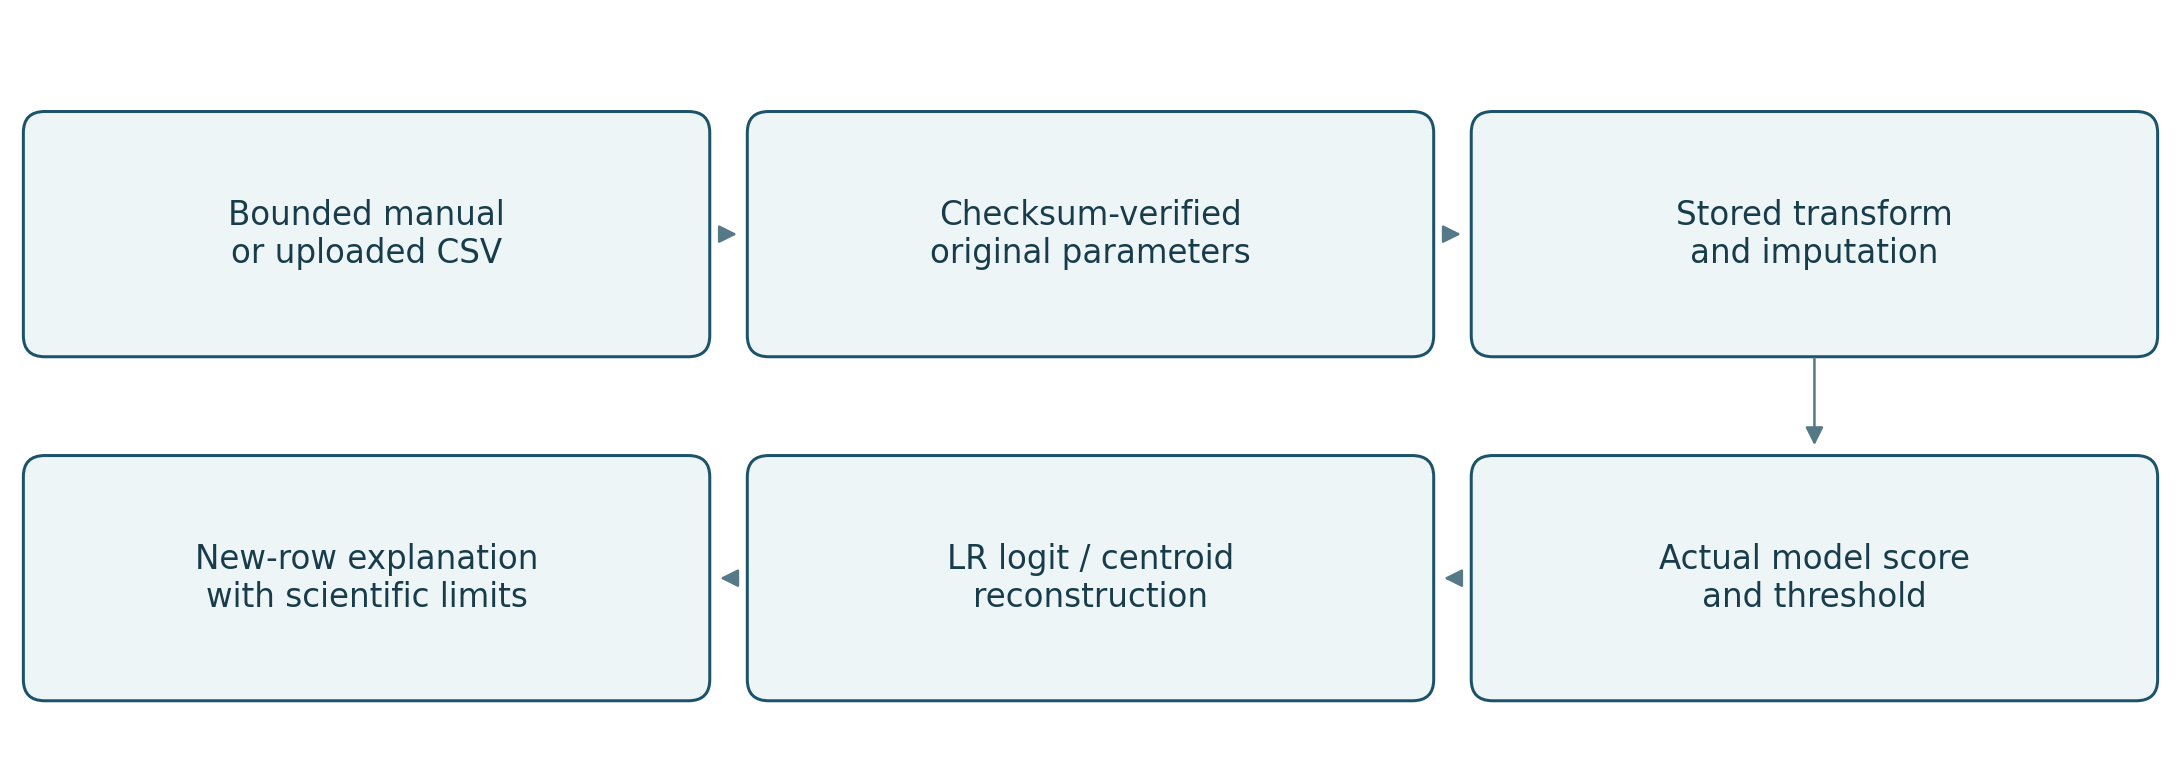 Bounded manual
or uploaded CSV
Checksum-verified
original parameters
Stored transform
and imputation
Actual model score
and threshold
LR logit / centroid
reconstruction
New-row explanation
with scientific limits